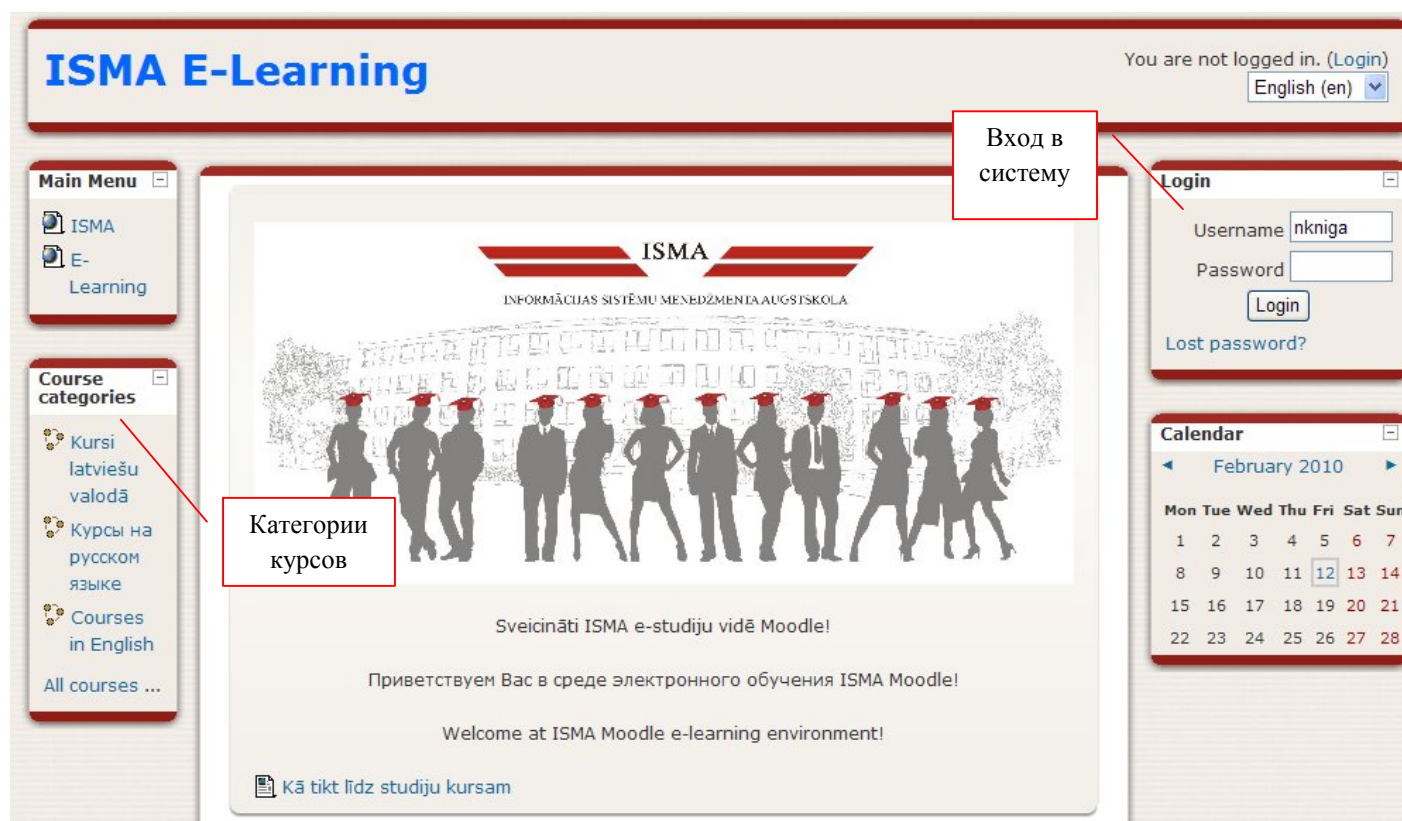 ISMA E-Learning
You are not logged in. (Login)
English (en)
Вход в
систему
Main Menu
ISMA
E-
Learning
Course
categories
Kursi
latviešu
valodā
Курсы на
русском
языке
Courses
in English
All courses ...
Категории
курсов
ISMA
INFORMĀCIJAS SISTĒMU MENEDŽMENTA AUGSTSKOLA
Sveicināti ISMA e-studiju vidē Moodle!
Приветствуем Вас в среде электронного обучения ISMA Moodle!
Welcome at ISMA Moodle e-learning environment!
Kā tikt līdz studiju kursam
Login
Username nkniga
Password
Login
Lost password?
Calendar
February 2010
Mon Tue Wed Thu Fri Sat Sun
1 2 3 4 5 6 7
8 9 10 11 12 13 14
15 16 17 18 19 20 21
22 23 24 25 26 27 28